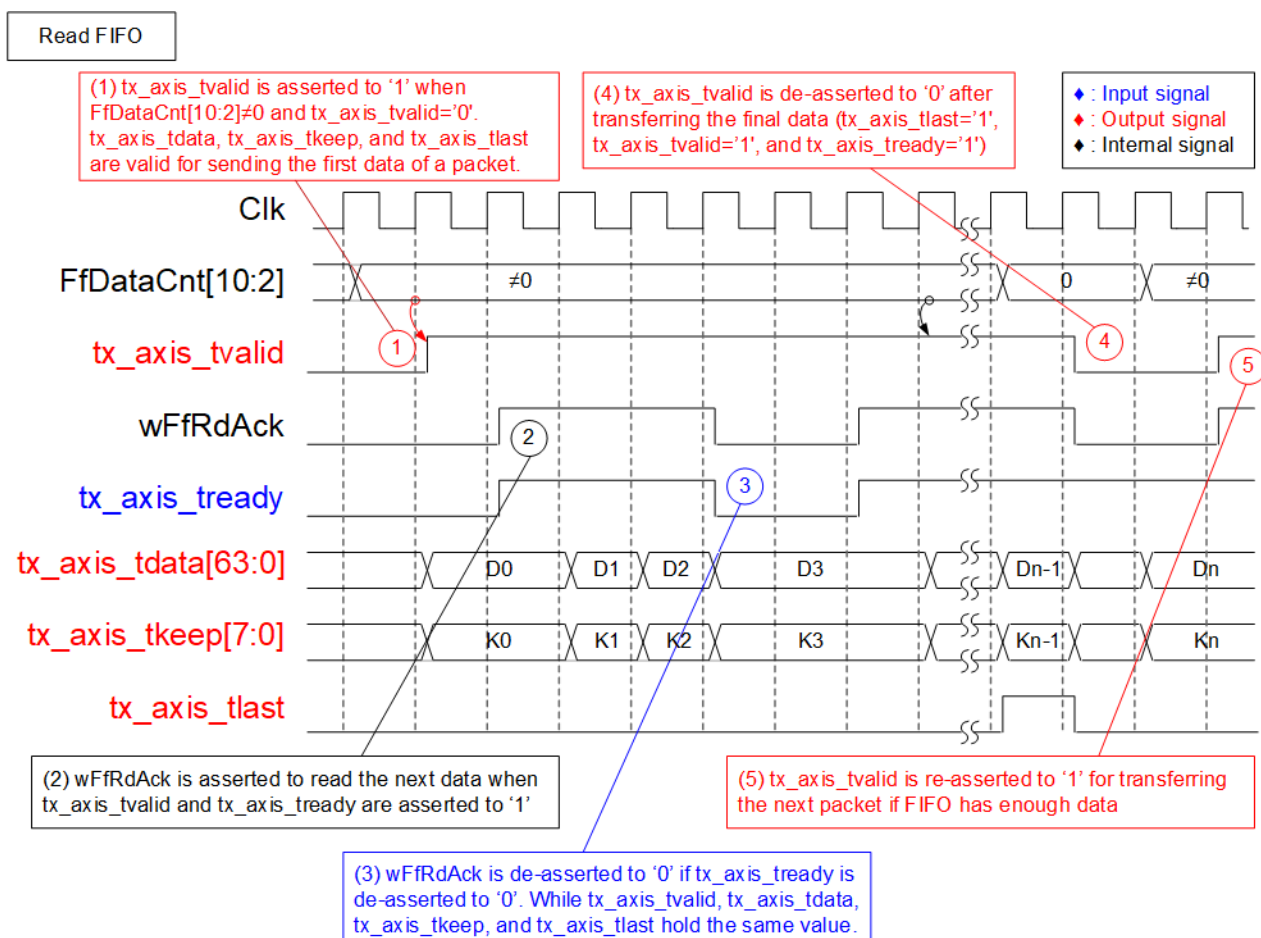 Read FIFO
(1) tx_axis_tvalid is asserted to ‘1’ when
FfDataCnt[10:2]≠0 and tx_axis_tvalid=‘0’.
tx_axis_tdata, tx_axis_tkeep, and tx_axis_tlast
are valid for sending the first data of a packet.
(4) tx_axis_tvalid is de-asserted to ‘0’ after
transferring the final data (tx_axis_tlast=’1’,
tx_axis_tvalid=’1’, and tx_axis_tready=’1’)
♦ : Input signal
♦ : Output signal
♦ : Internal signal
Clk
FfDataCnt[10:2]
≠0
0
≠0
tx_axis_tvalid
1
4
5
wFfRdAck
2
tx_axis_tready
3
tx_axis_tdata[63:0]
D0
D1
D2
D3
Dn-1
Dn
tx_axis_tkeep[7:0]
K0
K1
K2
K3
Kn-1
Kn
tx_axis_tlast
(2) wFfRdAck is asserted to read the next data when
tx_axis_tvalid and tx_axis_tready are asserted to ‘1’
(5) tx_axis_tvalid is re-asserted to ‘1’ for transferring
the next packet if FIFO has enough data
(3) wFfRdAck is de-asserted to ‘0’ if tx_axis_tready is
de-asserted to ‘0’. While tx_axis_tvalid, tx_axis_tdata,
tx_axis_tkeep, and tx_axis_tlast hold the same value.